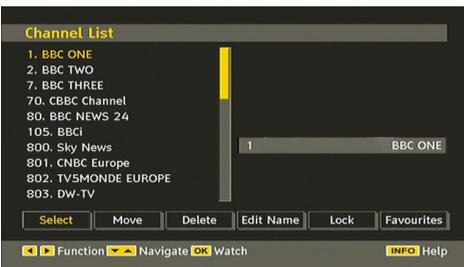 Channel List
1. BBC ONE
2. BBC TWO
7. BBC THREE
70. CBBC Channel
80. BBC NEWS 24
105. BBCi
800. Sky News
801. CNBC Europe
802. TV5MONDE EUROPE
803. DW-TV
1 BBC ONE
Select Move Delete Edit Name Lock Favourites
Function Navigate OK Watch INFO Help